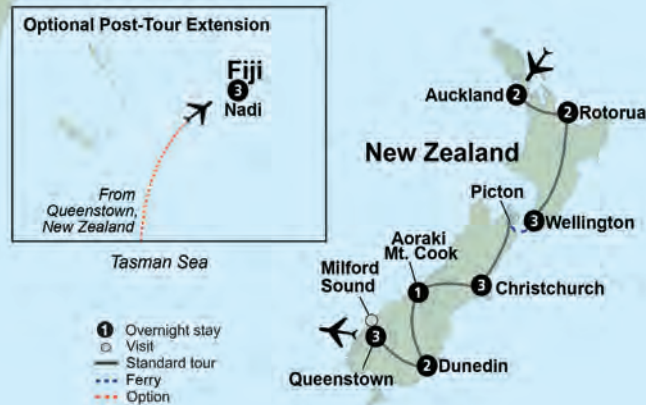 Optional Post-Tour Extension
Fiji
3
Nadi
From
Queenstown,
New Zealand
Tasman Sea
Auckland
2
2
Rotorua
New Zealand
Picton
3
Wellington
Aoraki
Mt. Cook
1
3
Christchurch
Milford
Sound
3
Queenstown
2
Dunedin
1 Overnight stay
Visit
Standard tour
Ferry
Option